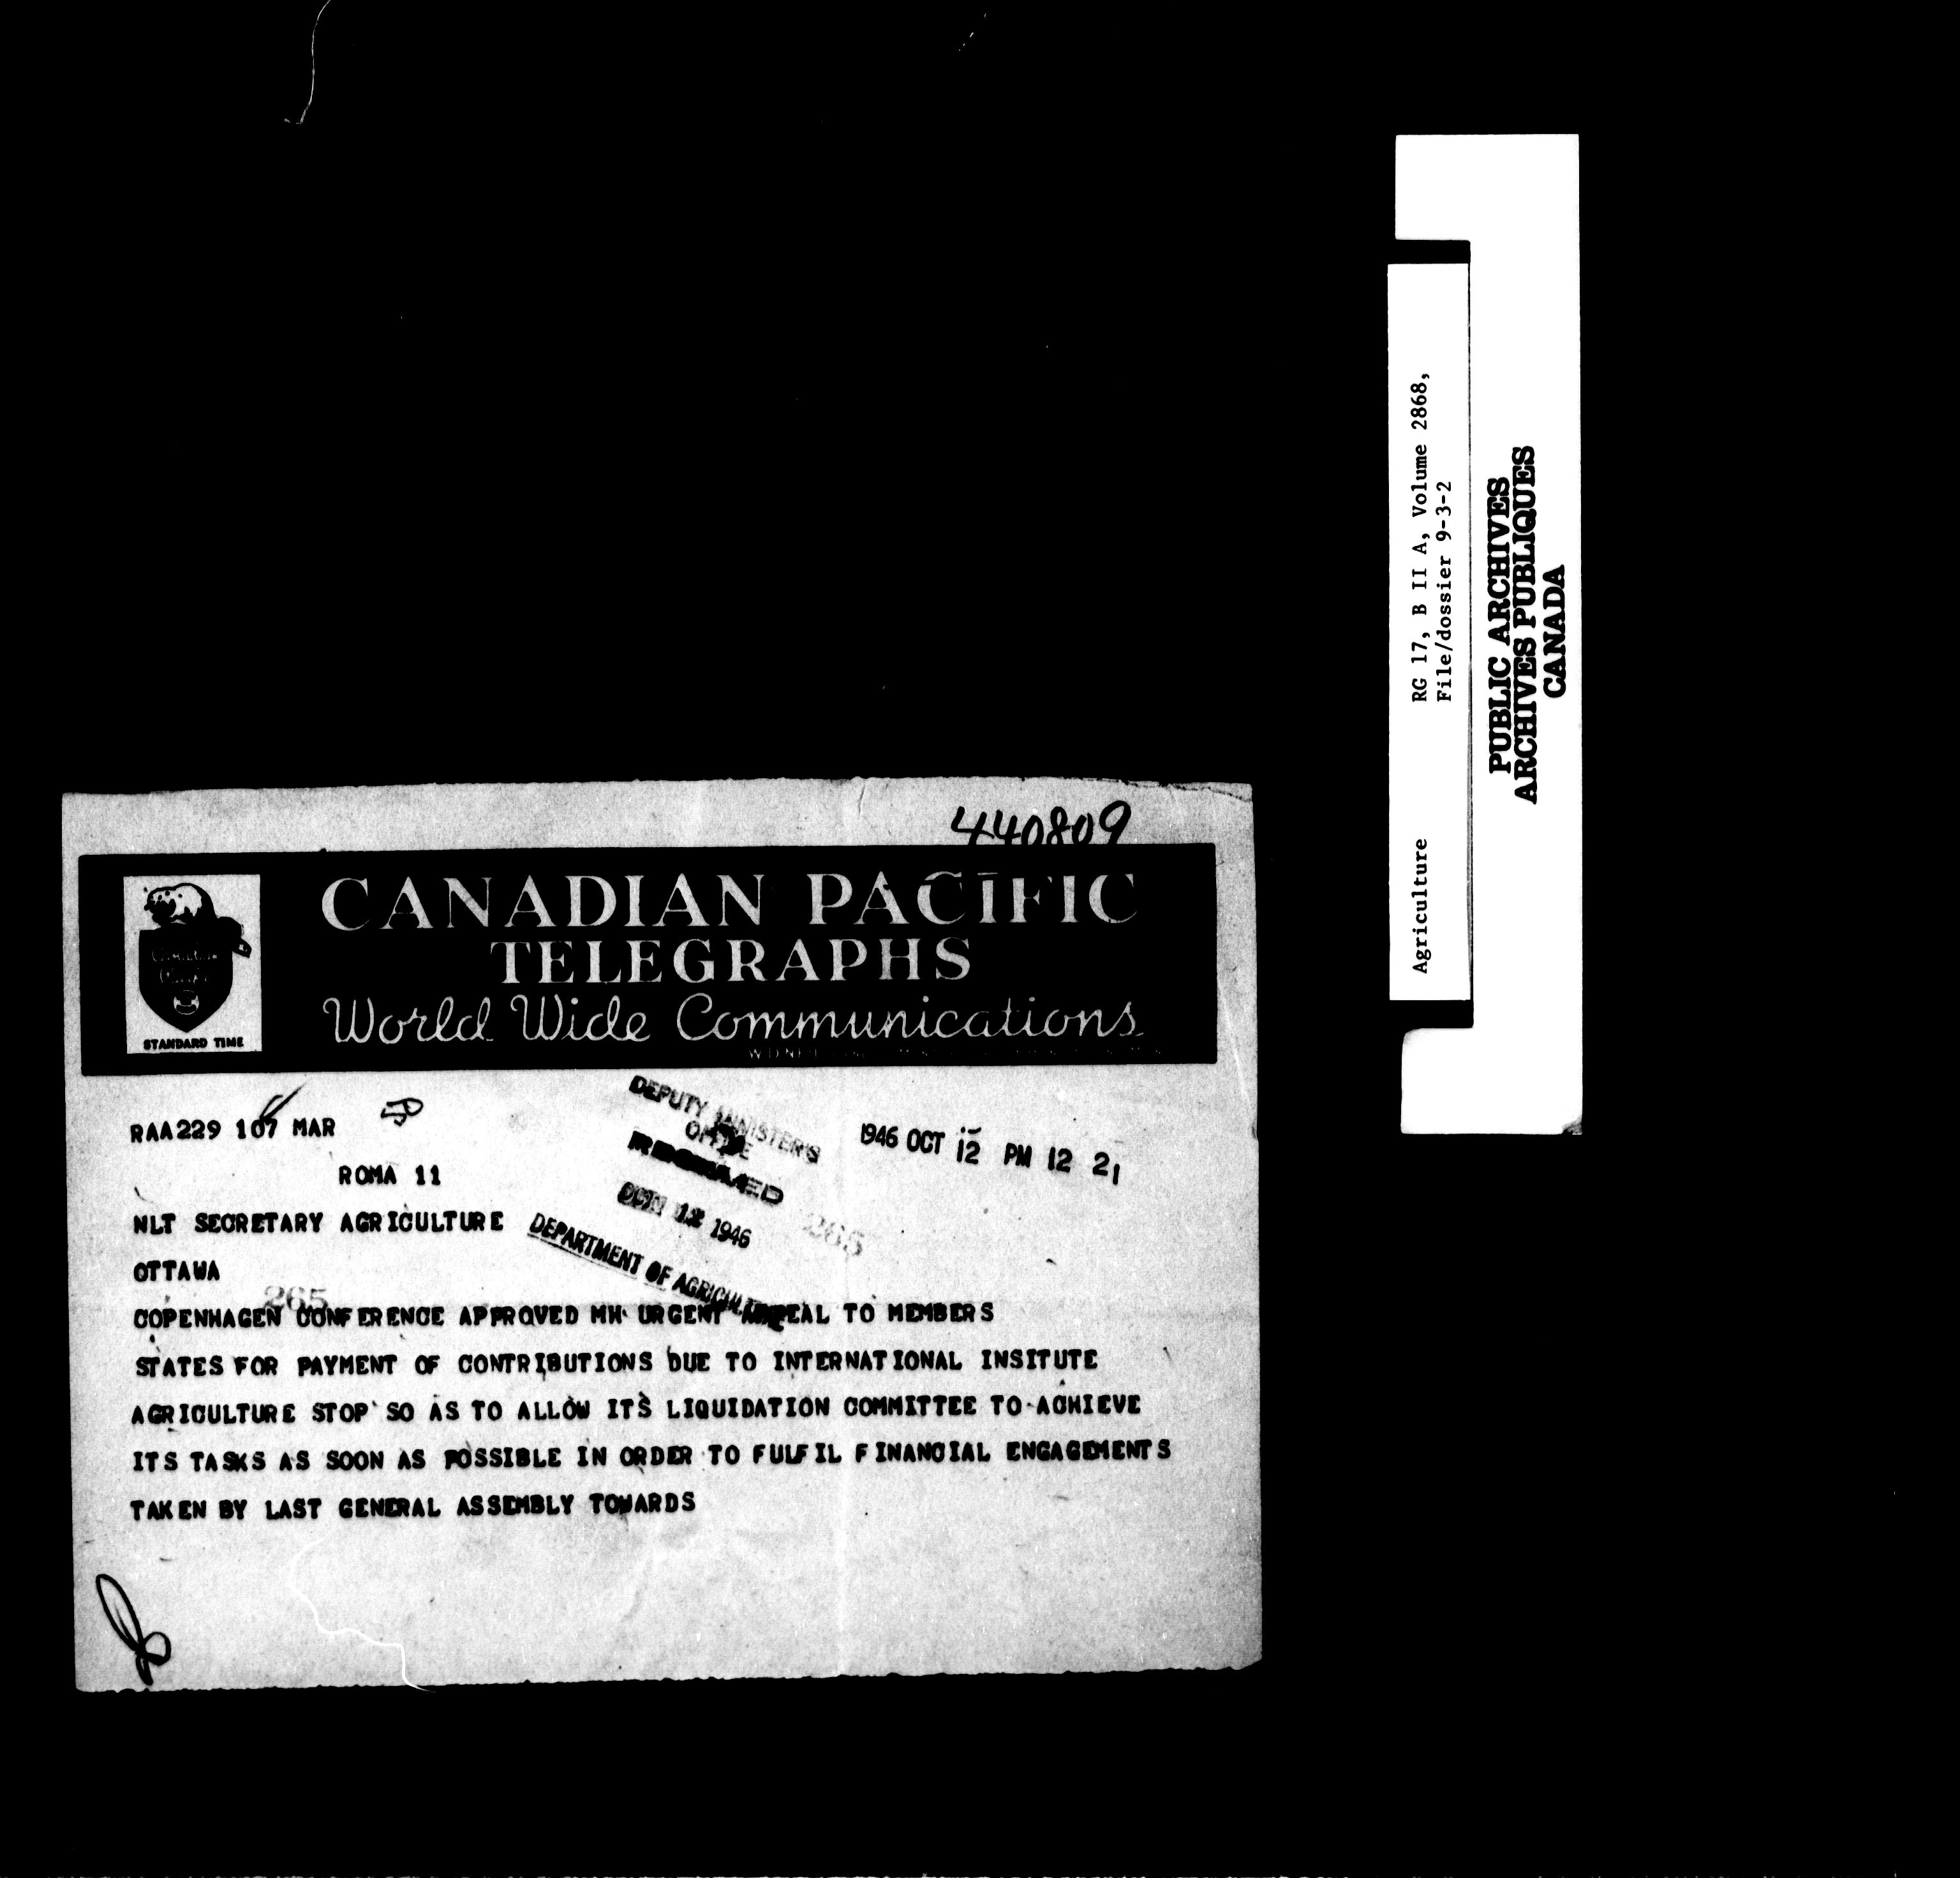 440809
CANADIAN PACIFIC
TELEGRAPHS
World Wide Communications
STANDARD TIME
RAA229 107 MAR
ROMA 11
1946 OCT 12 PM 12 21
DEPUTY MINISTER'S
OFFICE
OCT 12 1946
265
DEPARTMENT OF AGRICULTURE
NLT SECRETARY AGRICULTURE
OTTAWA
265
COPENHAGEN CONFERENCE APPROVED MH URGENT APPEAL TO MEMBERS
STATES FOR PAYMENT OF CONTRIBUTIONS DUE TO INTERNATIONAL INSITUTE
AGRICULTURE STOP SO AS TO ALLOW ITS LIQUIDATION COMMITTEE TO ACHIEVE
ITS TASKS AS SOON AS POSSIBLE IN ORDER TO FULFIL FINANCIAL ENGAGEMENTS
TAKEN BY LAST GENERAL ASSEMBLY TOWARDS
Agriculture RG 17, B II A, Volume 2868,
File/dossier 9-3-2
PUBLIC ARCHIVES
ARCHIVES PUBLIQUES
CANADA